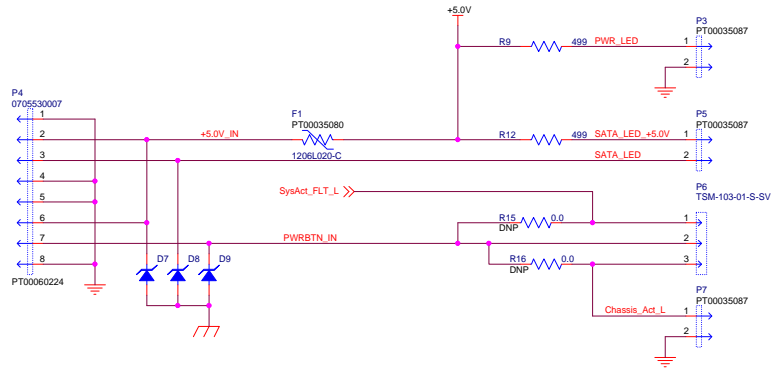 +5.0V
P3
PT00035087
R9
499
PWR_LED
1
2
P4
0705530007
1
2
3
4
5
6
7
8
PT00060224
+5.0V_IN
F1
PT00035080
1206L020-C
R12
499
SATA_LED_+5.0V
SATA_LED
P5
PT00035087
1
2
SysAct_FLT_L
P6
TSM-103-01-S-SV
R15
0.0
DNP
1
2
3
PWRBTN_IN
R16
0.0
DNP
D7
D8
D9
Chassis_Act_L
P7
PT00035087
1
2